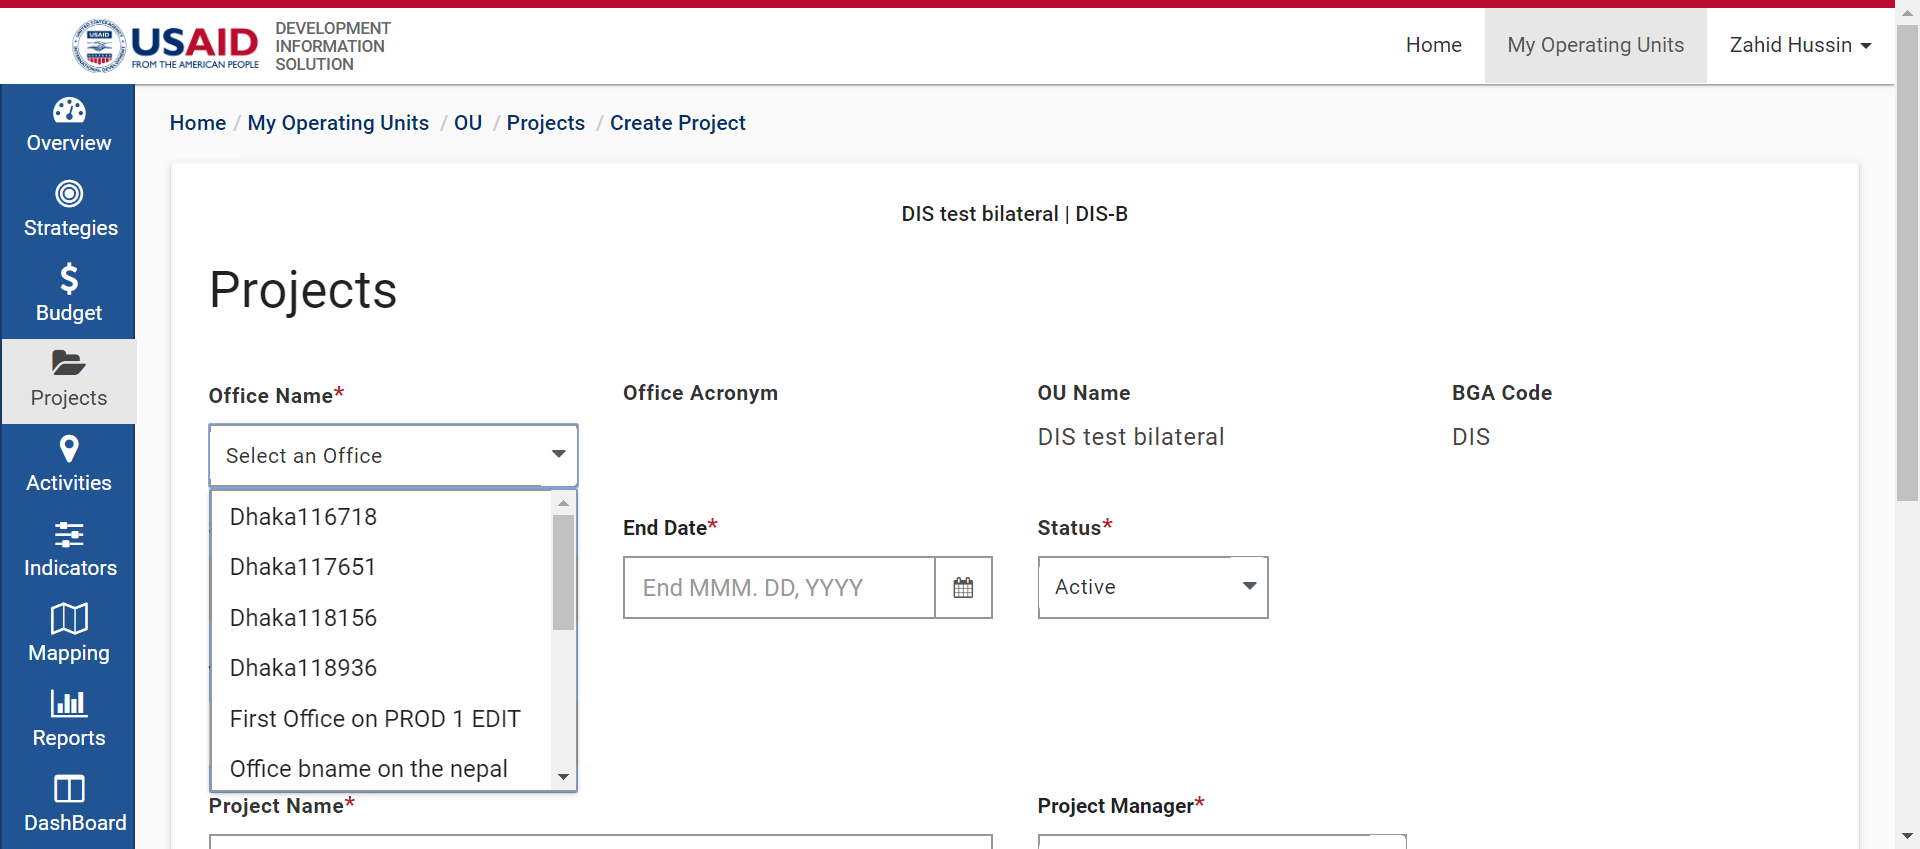 USAID
FROM THE AMERICAN PEOPLE
DEVELOPMENT
INFORMATION
SOLUTION
Home
My Operating Units
Zahid Hussin
Overview
Strategies
$
Budget
Projects
Activities
Indicators
Mapping
Reports
DashBoard
Home / My Operating Units / OU / Projects / Create Project
DIS test bilateral | DIS-B
Projects
Office Name*
Office Acronym
OU Name
BGA Code
Select an Office
DIS test bilateral
DIS
Dhaka116718
Dhaka117651
Dhaka118156
Dhaka118936
First Office on PROD 1 EDIT
Office bname on the nepal
End Date*
Status*
End MMM. DD, YYYY
Active
Project Name*
Project Manager*